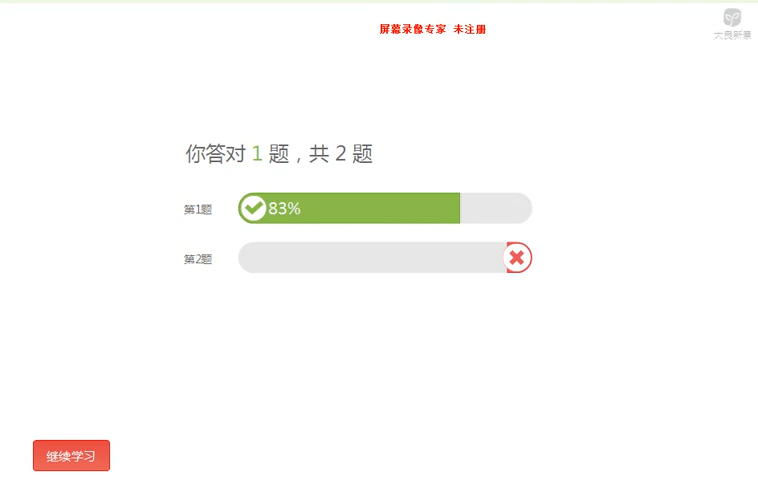 屏幕录像专家 未注册
你答对 1 题，共 2 题
第1题 83%
第2题
继续学习